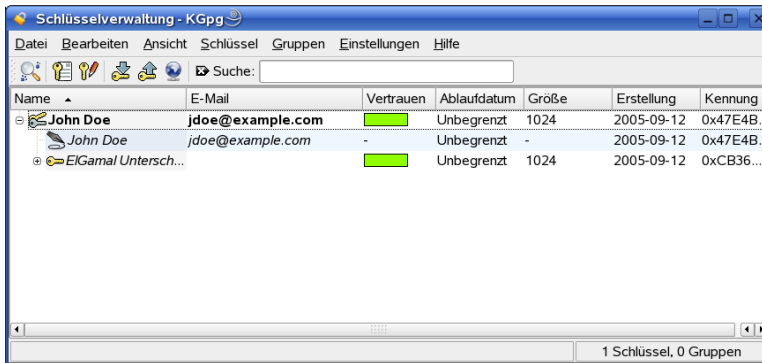 Schlüsselverwaltung - KGpg
Datei Bearbeiten Ansicht Schlüssel Gruppen Einstellungen Hilfe
Suche:
Name E-Mail Vertrauen Ablaufdatum Größe Erstellung Kennung
John Doe jdoe@example.com Unbegrenzt 1024 2005-09-12 0x47E4B.
John Doe jdoe@example.com - Unbegrenzt - 2005-09-12 0x47E4B.
ElGamal Untersch... Unbegrenzt 1024 2005-09-12 0xCB36...
1 Schlüssel, 0 Gruppen